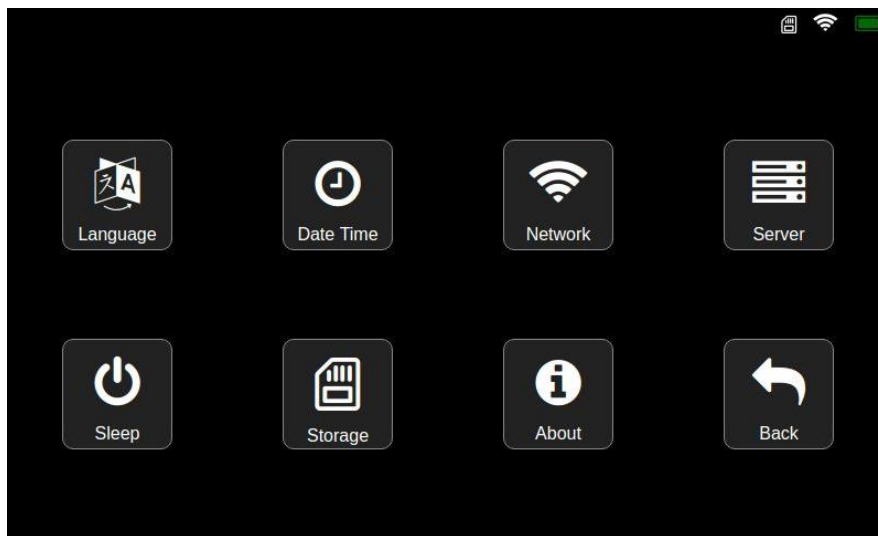 Language
Date Time
Network
Server
Sleep
Storage
About
Back